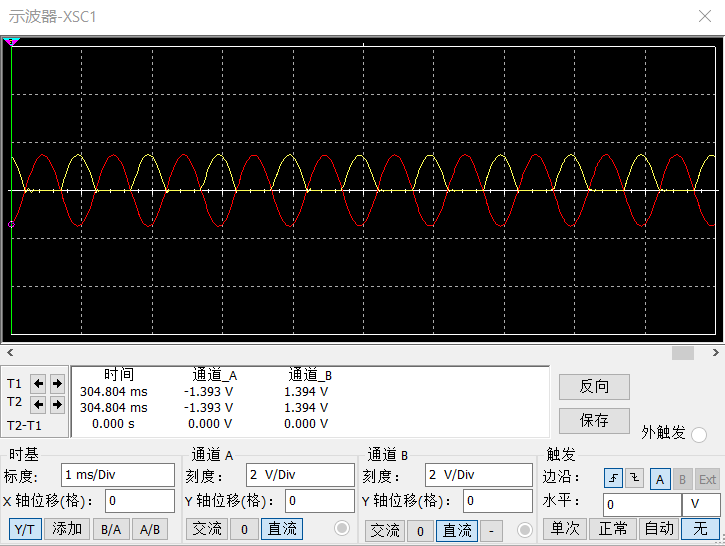 示波器-XSC1
时间 通道_A 通道_B
T1 304.804 ms -1.393 V 1.394 V
T2 304.804 ms -1.393 V 1.394 V
T2-T1 0.000 s 0.000 V 0.000 V
反向
保存
外触发
时基 通道 A 通道 B 触发
标度: 1 ms/Div 刻度: 2 V/Div 刻度: 2 V/Div 边沿: A B Ext
X 轴位移(格): 0 Y 轴位移(格): 0 Y 轴位移(格): 0 水平: 0 V
Y/T 添加 B/A A/B 交流 0 直流 交流 0 直流 - 单次 正常 自动 无